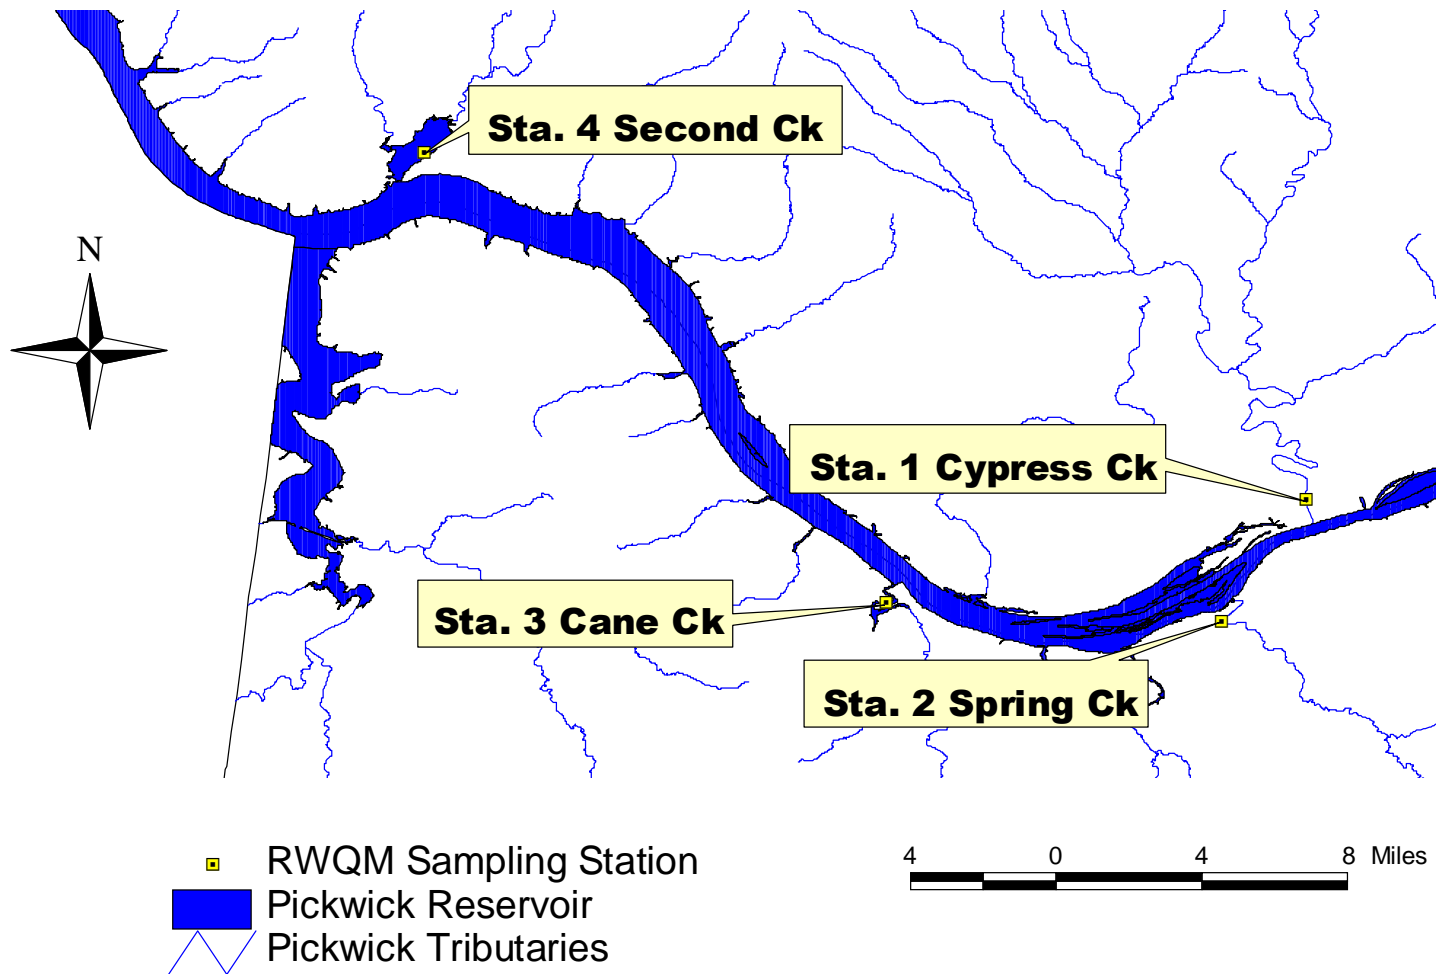 Sta. 4 Second Ck
N
Sta. 1 Cypress Ck
Sta. 3 Cane Ck
Sta. 2 Spring Ck
RWQM Sampling Station
Pickwick Reservoir
Pickwick Tributaries
4 0 4 8 Miles